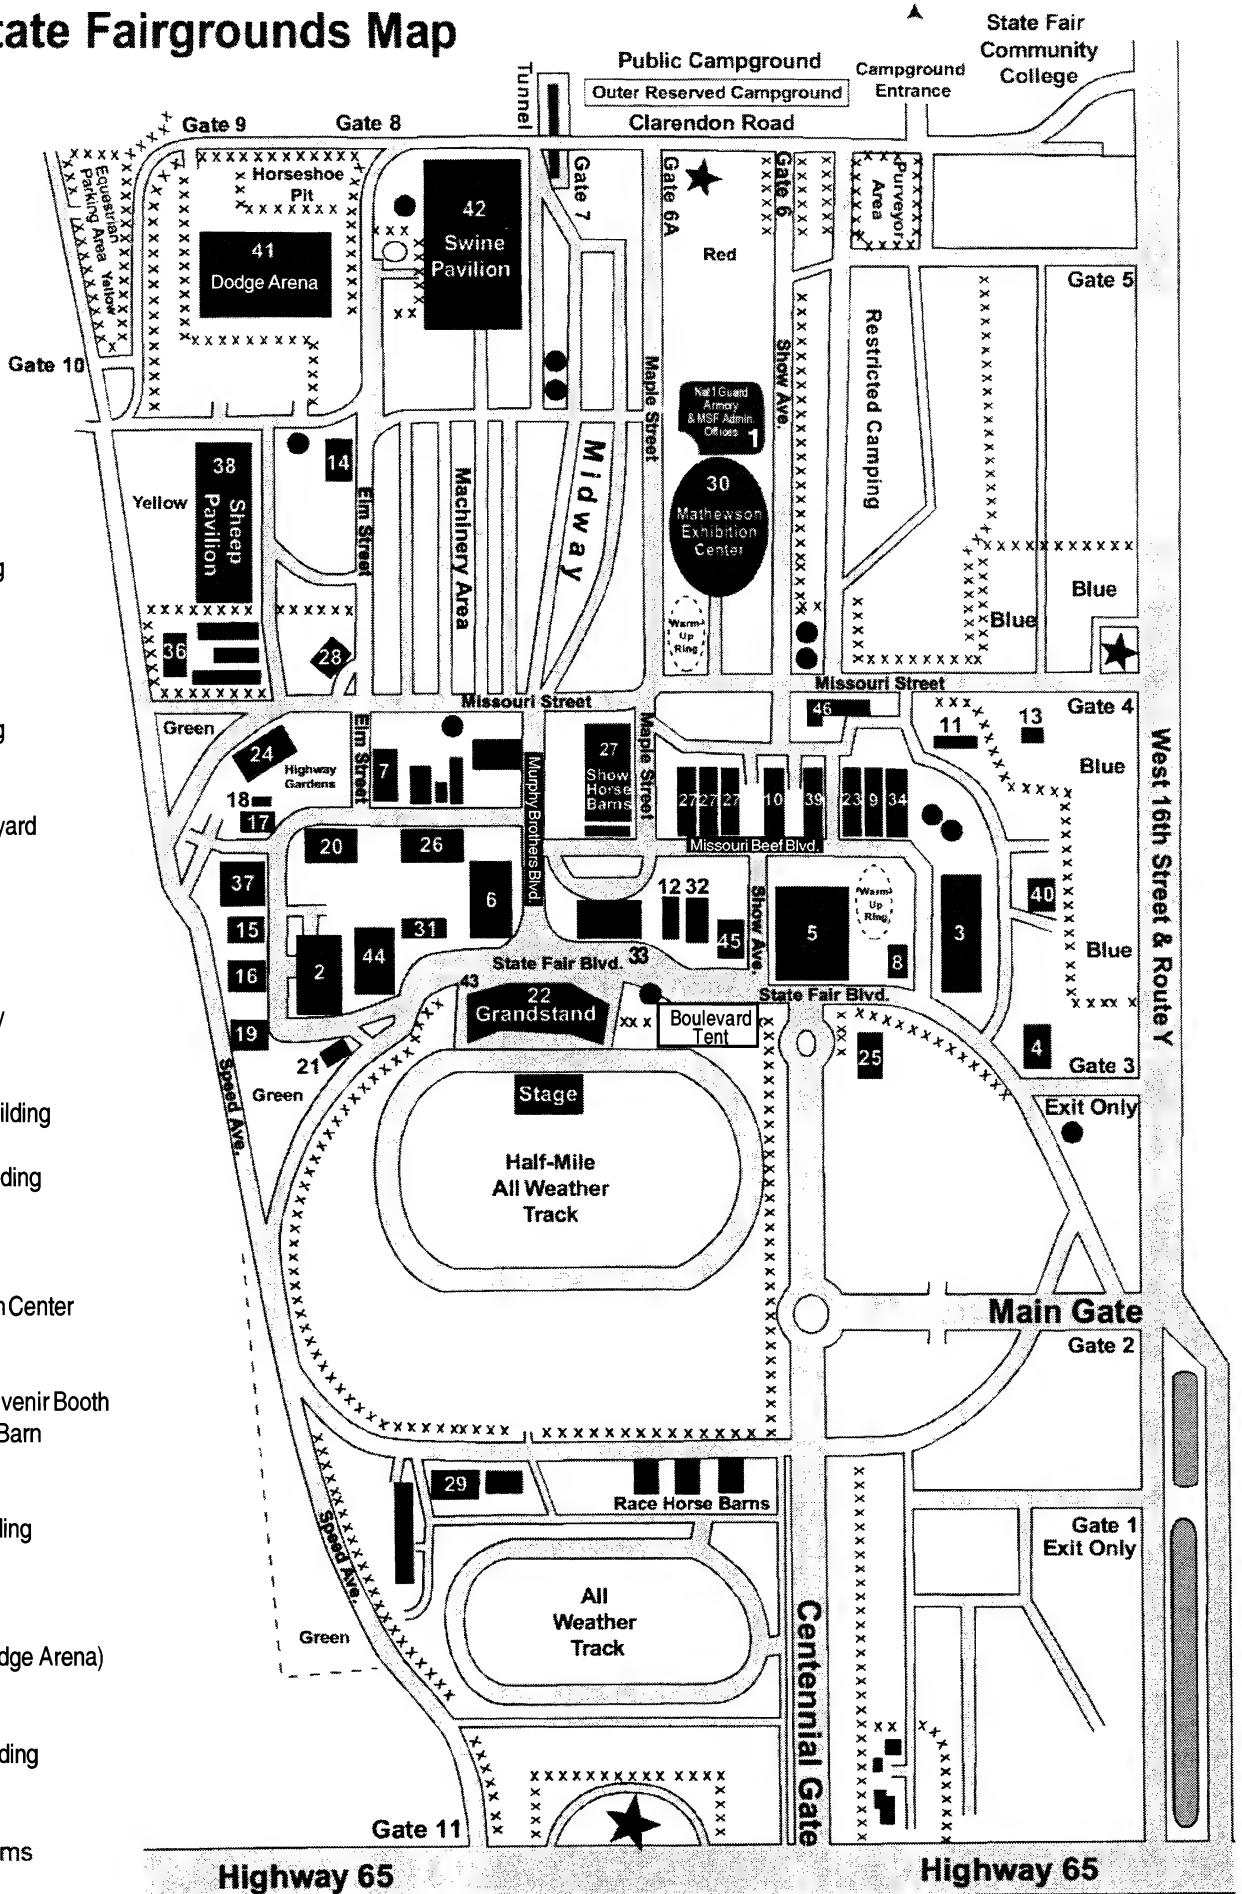 tate Fairgrounds Map
State Fair
Community
College
Public Campground
Outer Reserved Campground
Campground
Entrance
Tunnel
Gate 9
Gate 8
Clarendon Road
Equestrian
Parking Area Yellow
Horseshoe
Pit
41
Dodge Arena
42
Swine
Pavilion
Gate 7
Gate 6A
Gate 6
Purveyor
Area
Red
Gate 5
Gate 10
Maple Street
Show Ave.
Restricted Camping
Nat'l Guard
Armory
& MSF Admin.
Offices
1
38
Sheep
Pavilion
Yellow
14
Elm Street
Machinery Area
Midway
30
Mathewson
Exhibition
Center
Blue
Blue
Warm-
Up
Ring
36
28
Missouri Street
Missouri Street
46
Green
24
Highway
Gardens
Elm Street
7
27
Show
Horse
Barns
Maple Street
11
13
Gate 4
Blue
West 16th Street & Route Y
18
17
Murphy Brothers Blvd.
27
27
27
10
39
23
9
34
yard
20
26
Missouri Beef Blvd.
37
6
12
32
Show Ave.
Warm-
Up
Ring
40
15
31
45
5
3
Blue
16
2
44
State Fair Blvd.
33
8
43
22
Grandstand
State Fair Blvd.
19
Boulevard
Tent
25
4
21
Gate 3
Exit Only
Speed Ave.
Green
Stage
ilding
ding
Half-Mile
All Weather
Track
n Center
Main Gate
Gate 2
venir Booth
Barn
29
Race Horse Barns
Speed Ave.
ling
Gate 1
Exit Only
All
Weather
Track
Green
dge Arena)
Centennial Gate
ding
Gate 11
ms
Highway 65
Highway 65